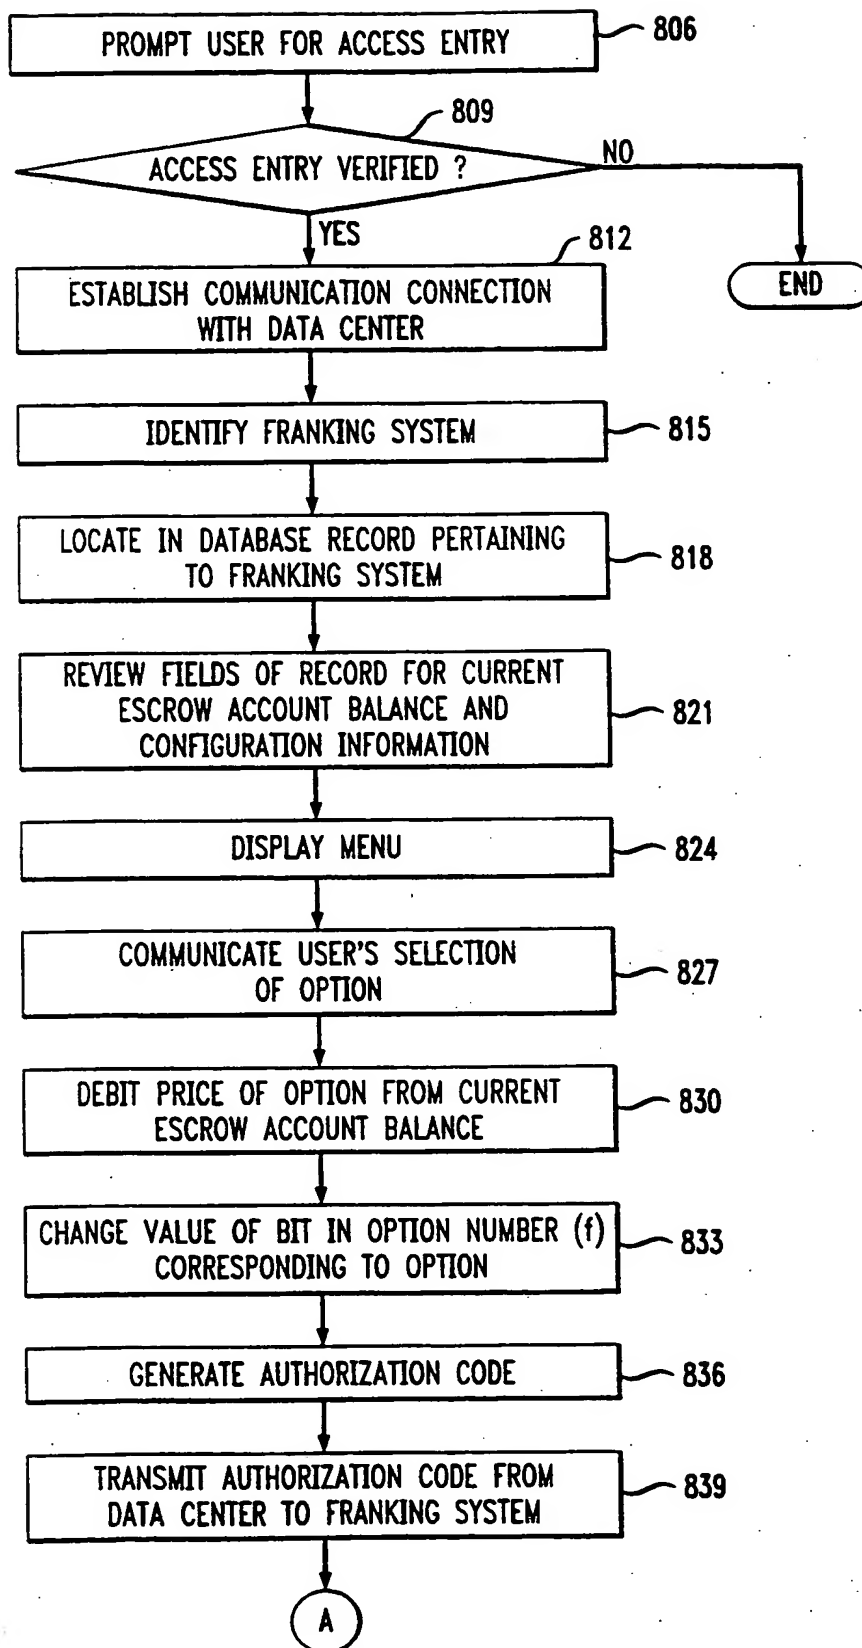 PROMPT USER FOR ACCESS ENTRY
806
809
ACCESS ENTRY VERIFIED ?
NO
YES
812
ESTABLISH COMMUNICATION CONNECTION
WITH DATA CENTER
END
IDENTIFY FRANKING SYSTEM
815
LOCATE IN DATABASE RECORD PERTAINING
TO FRANKING SYSTEM
818
REVIEW FIELDS OF RECORD FOR CURRENT
ESCROW ACCOUNT BALANCE AND
CONFIGURATION INFORMATION
821
DISPLAY MENU
824
COMMUNICATE USER'S SELECTION
OF OPTION
827
DEBIT PRICE OF OPTION FROM CURRENT
ESCROW ACCOUNT BALANCE
830
CHANGE VALUE OF BIT IN OPTION NUMBER (f)
CORRESPONDING TO OPTION
833
GENERATE AUTHORIZATION CODE
836
TRANSMIT AUTHORIZATION CODE FROM
DATA CENTER TO FRANKING SYSTEM
839
A